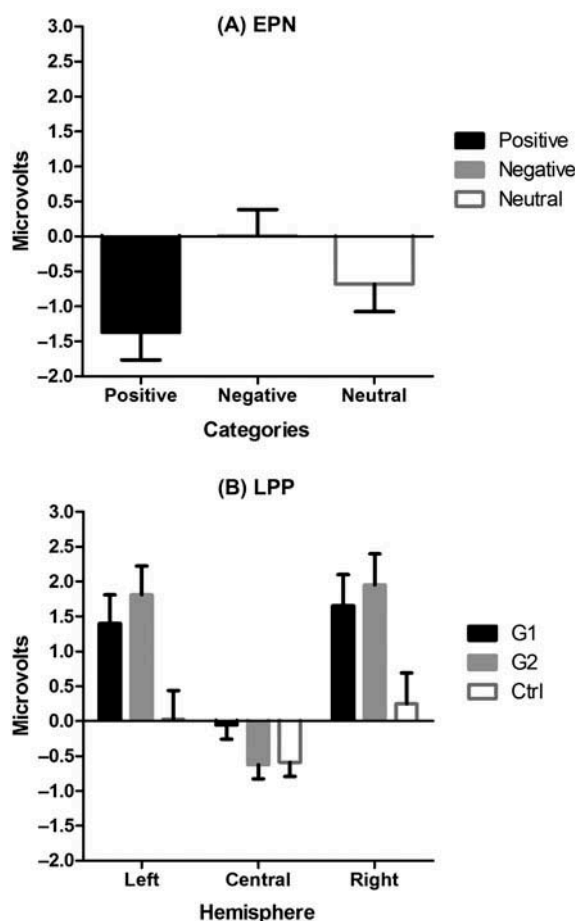 (A) EPN
3.0
2.5
2.0
1.5
1.0
0.5
0.0
–0.5
–1.0
–1.5
–2.0
Microvolts
Positive Negative Neutral
Categories
Positive
Negative
Neutral
(B) LPP
3.0
2.5
2.0
1.5
1.0
0.5
0.0
–0.5
–1.0
–1.5
–2.0
Microvolts
Left Central Right
Hemisphere
G1
G2
Ctrl